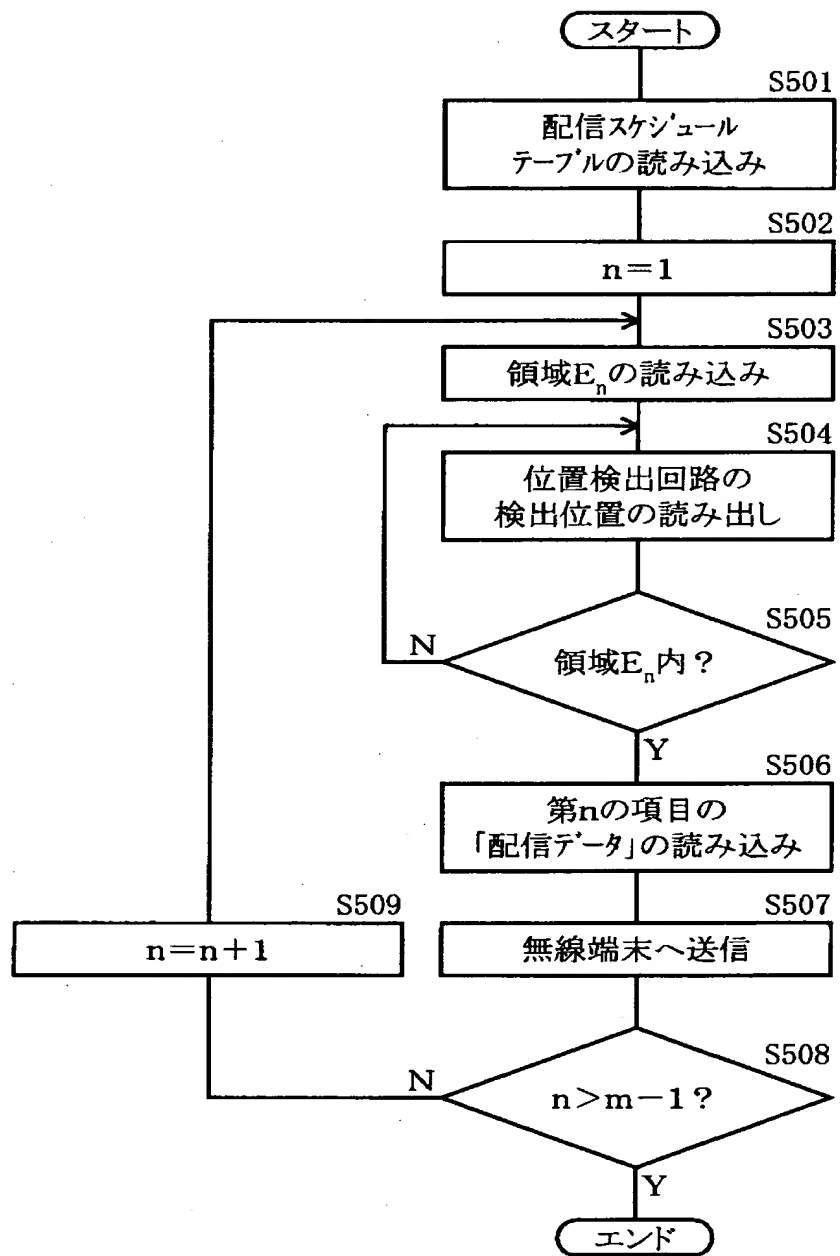 スタート
S501
配信スケジュール
テーブルの読み込み
S502
n＝1
S503
領域Enの読み込み
S504
位置検出回路の
検出位置の読み出し
S505
N
領域En内？
Y
S506
第nの項目の
「配信データ」の読み込み
S509
S507
n＝n＋1
無線端末へ送信
S508
N
n＞m－1？
Y
エンド